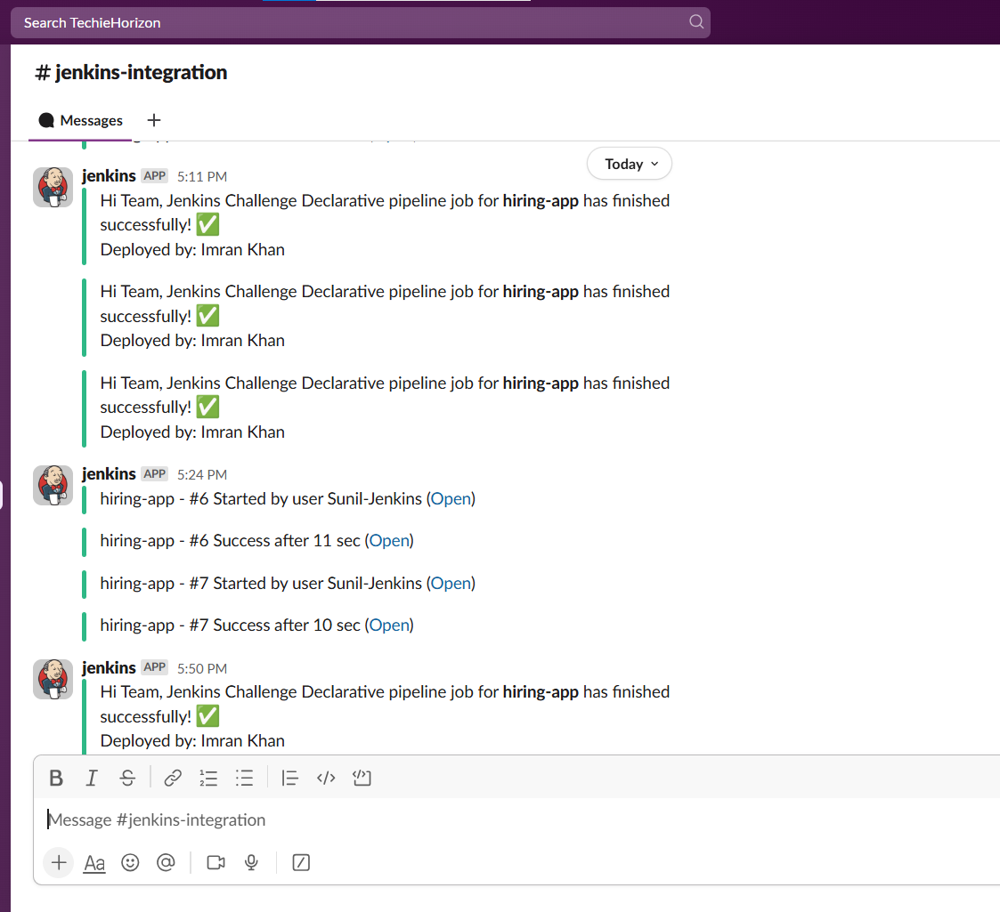 Search TechieHorizon
# jenkins-integration
Messages
Today
jenkins APP 5:11 PM
Hi Team, Jenkins Challenge Declarative pipeline job for hiring-app has finished
successfully! ✅
Deployed by: Imran Khan
Hi Team, Jenkins Challenge Declarative pipeline job for hiring-app has finished
successfully! ✅
Deployed by: Imran Khan
Hi Team, Jenkins Challenge Declarative pipeline job for hiring-app has finished
successfully! ✅
Deployed by: Imran Khan
jenkins APP 5:24 PM
hiring-app - #6 Started by user Sunil-Jenkins (Open)
hiring-app - #6 Success after 11 sec (Open)
hiring-app - #7 Started by user Sunil-Jenkins (Open)
hiring-app - #7 Success after 10 sec (Open)
jenkins APP 5:50 PM
Hi Team, Jenkins Challenge Declarative pipeline job for hiring-app has finished
successfully! ✅
Deployed by: Imran Khan
B I S
Message #jenkins-integration
Aa